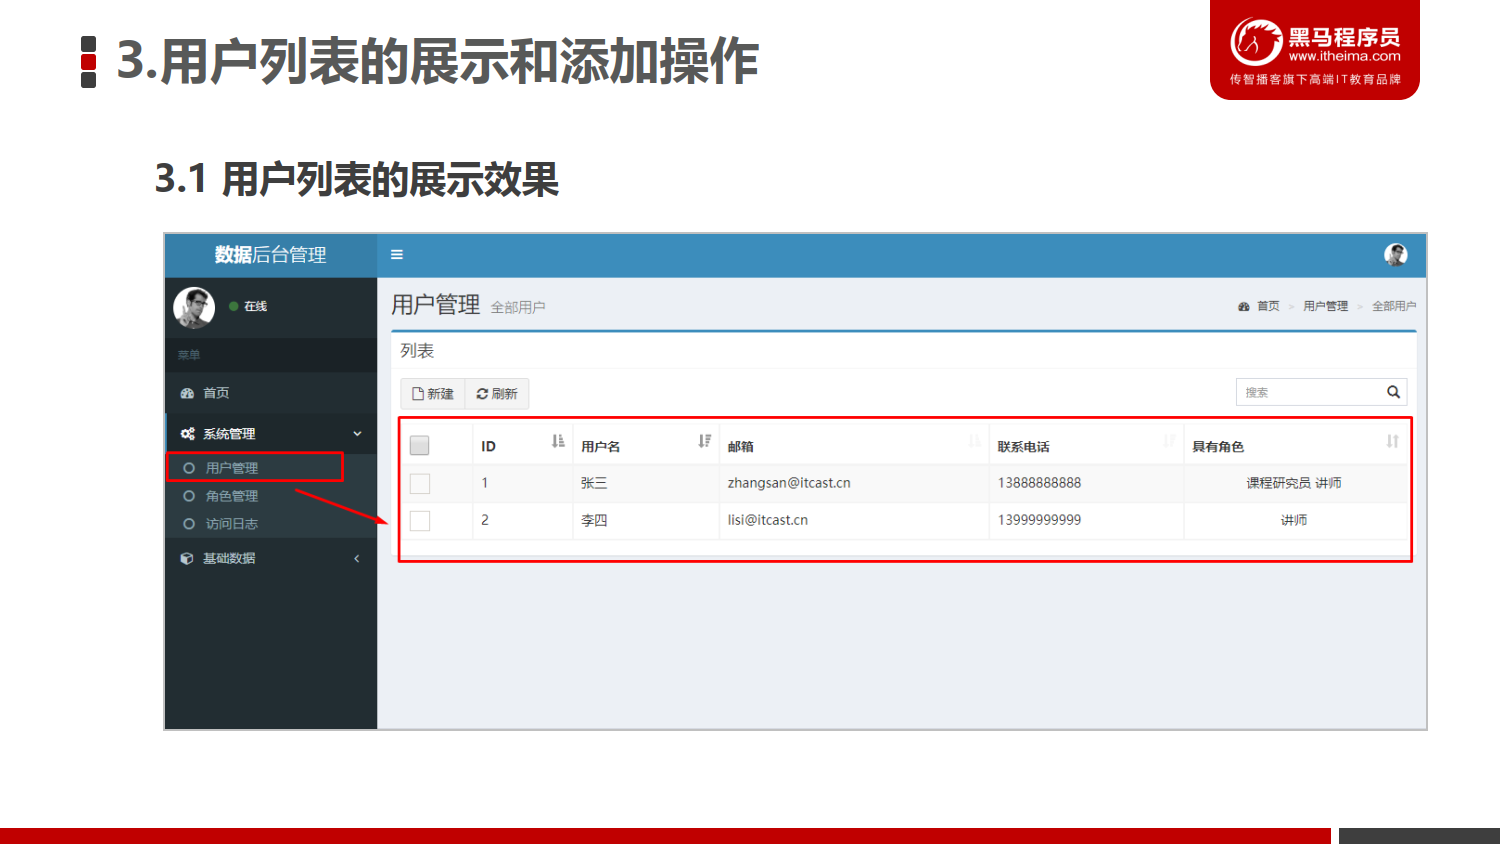 3.用户列表的展示和添加操作
黑马程序员
www.itheima.com
传智播客旗下高端IT教育品牌
3.1 用户列表的展示效果
数据后台管理
在线
菜单
首页
系统管理
用户管理
角色管理
访问日志
基础数据
用户管理 全部用户
首页 > 用户管理 > 全部用户
列表
新建 刷新
搜索
ID 用户名 邮箱 联系电话 具有角色
1 张三 zhangsan@itcast.cn 13888888888 课程研究员 讲师
2 李四 lisi@itcast.cn 13999999999 讲师